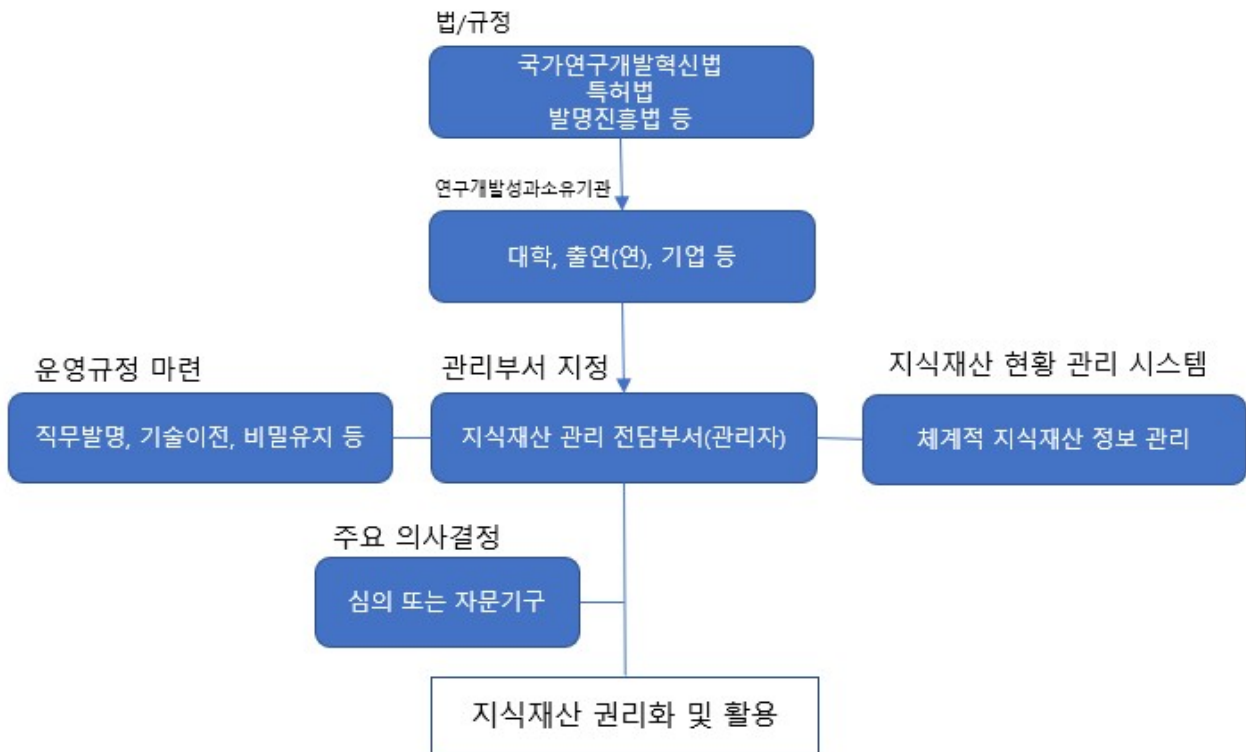 법/규정
국가연구개발혁신법
특허법
발명진흥법 등
연구개발성과소유기관
대학, 출연(연), 기업 등
운영규정 마련
관리부서 지정
지식재산 현황 관리 시스템
직무발명, 기술이전, 비밀유지 등
지식재산 관리 전담부서(관리자)
체계적 지식재산 정보 관리
주요 의사결정
심의 또는 자문기구
지식재산 권리화 및 활용